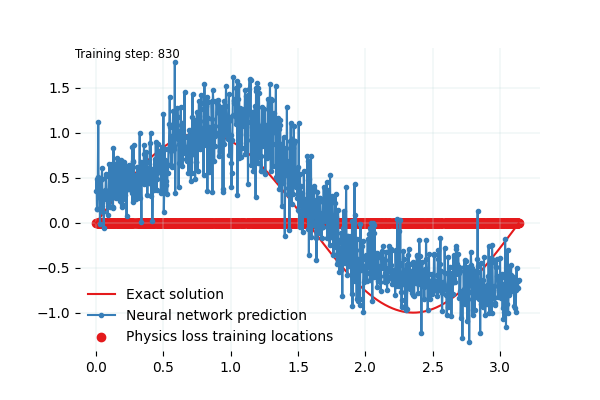 Training step: 830
1.5
1.0
0.5
0.0
−0.5
−1.0
Exact solution
Neural network prediction
Physics loss training locations
0.0 0.5 1.0 1.5 2.0 2.5 3.0